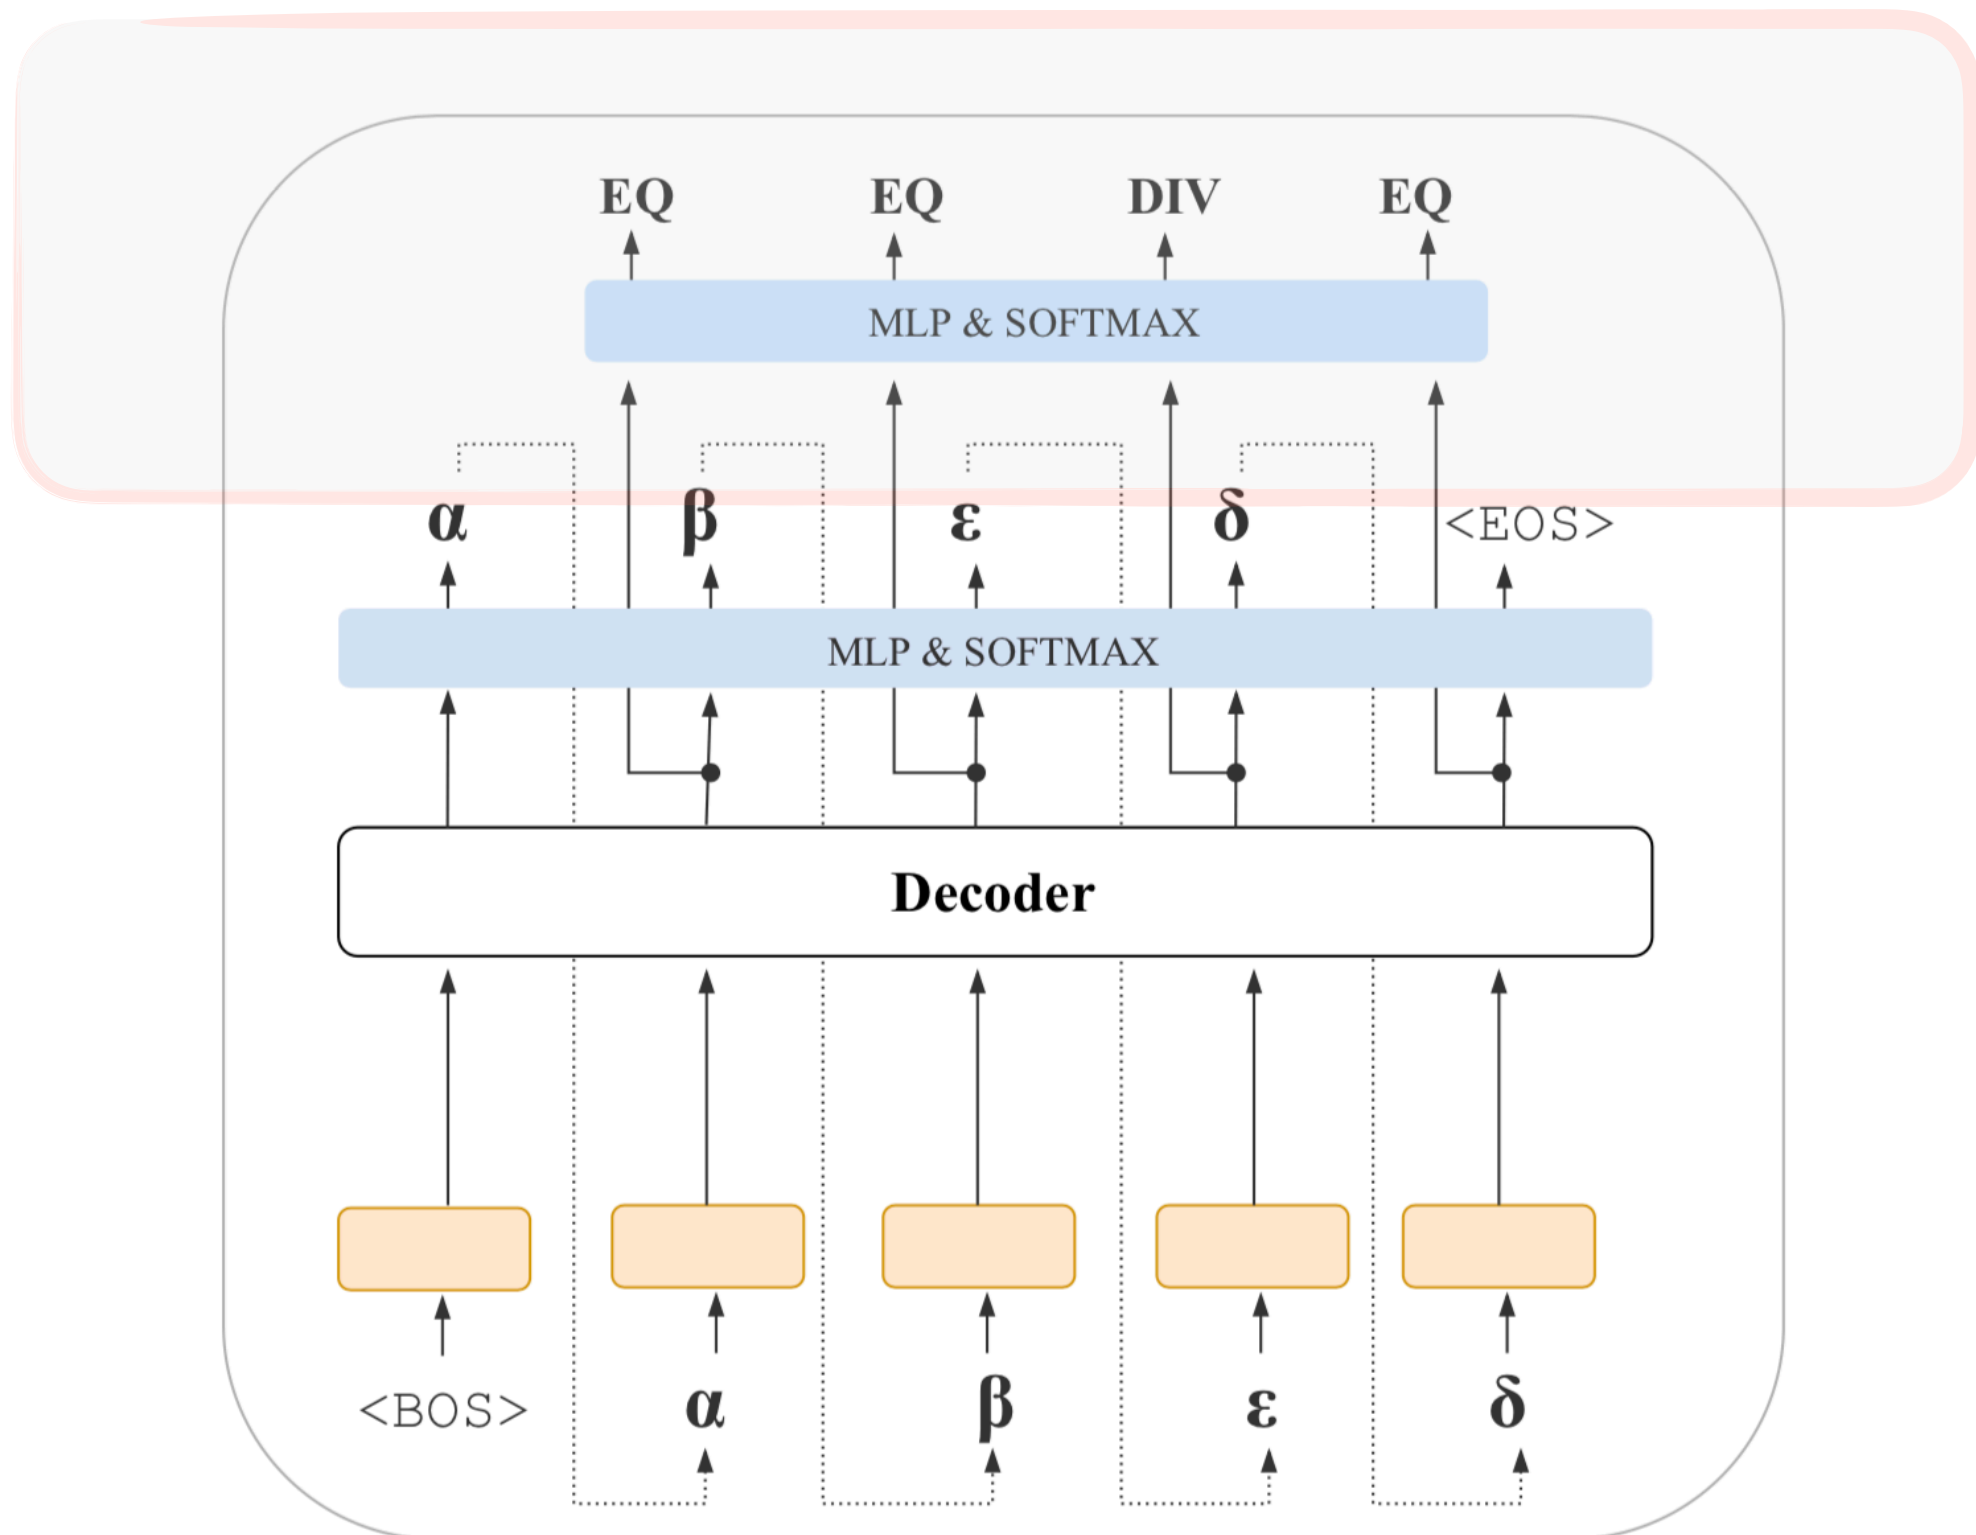 EQ EQ DIV EQ
MLP & SOFTMAX
α β ε δ <EOS>
MLP & SOFTMAX
Decoder
<BOS> α β ε δ